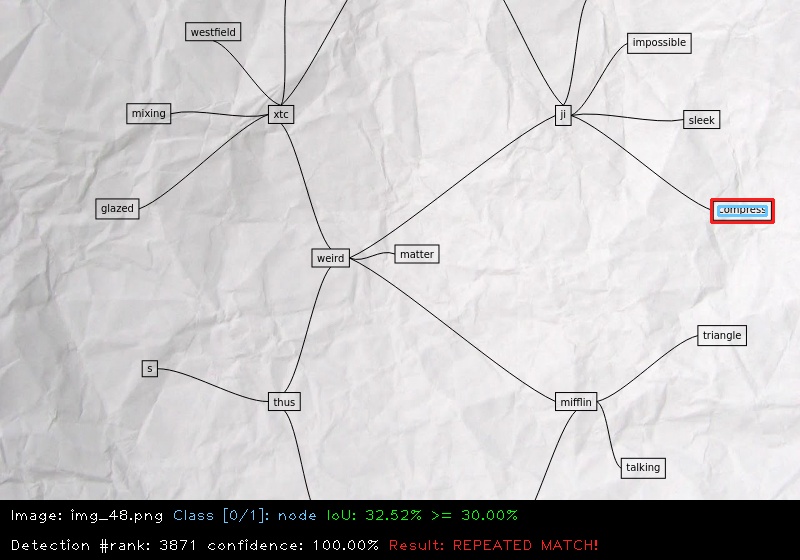 westfield
impossible
mixing
xtc
ji
sleek
glazed
compress
weird
matter
triangle
s
thus
mifflin
talking
Image: img_48.png Class [0/1]: node IoU: 32.52% >= 30.00%
Detection #rank: 3871 confidence: 100.00% Result: REPEATED MATCH!